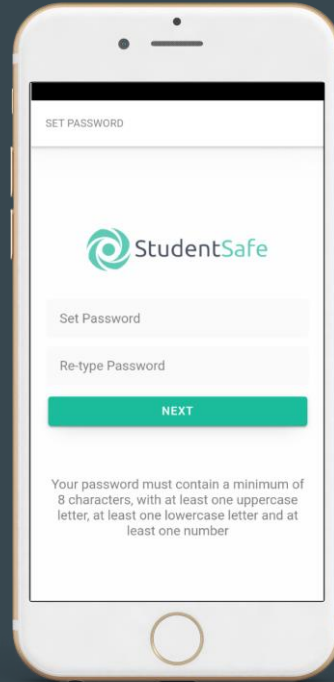 SET PASSWORD
StudentSafe
Set Password
Re-type Password
NEXT
Your password must contain a minimum of
8 characters, with at least one uppercase
letter, at least one lowercase letter and at
least one number